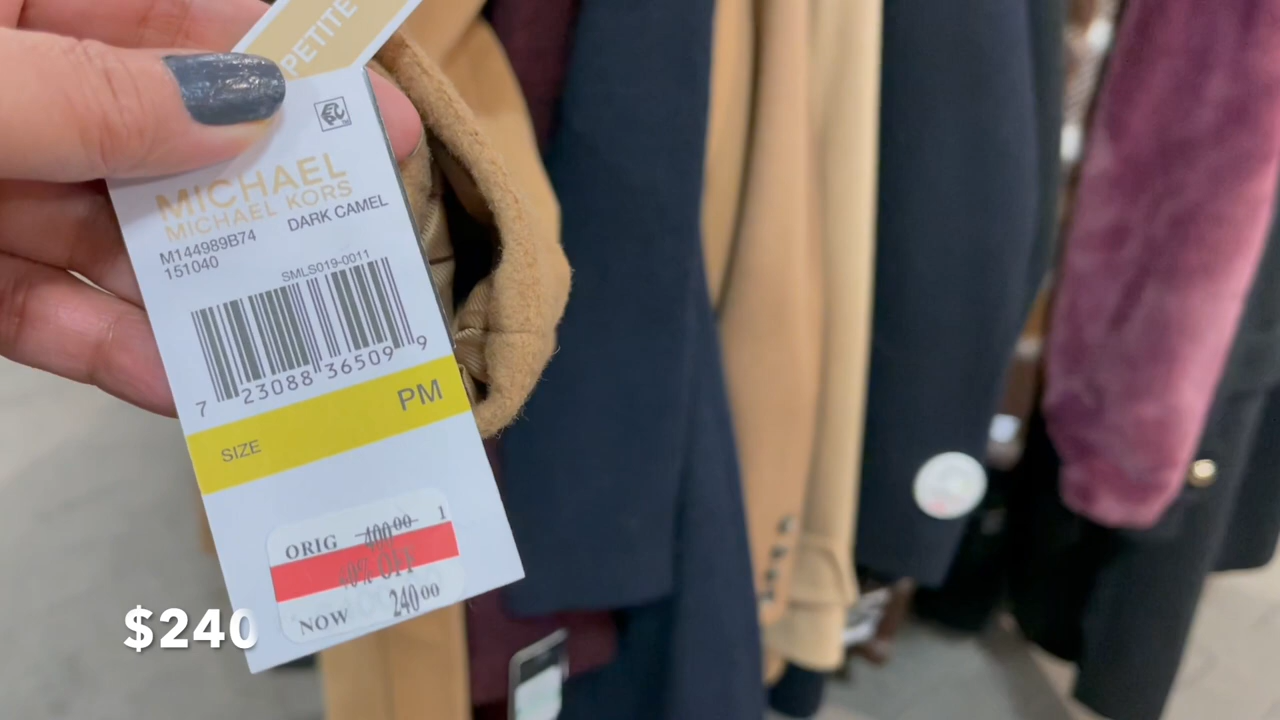 PETITE
MICHAEL
MICHAEL KORS
M144989B74 DARK CAMEL
151040
SMLS019-0011
7 23088 36509 9
SIZE PM
ORIG 400.00 1
40% OFF
NOW 240.00
$240